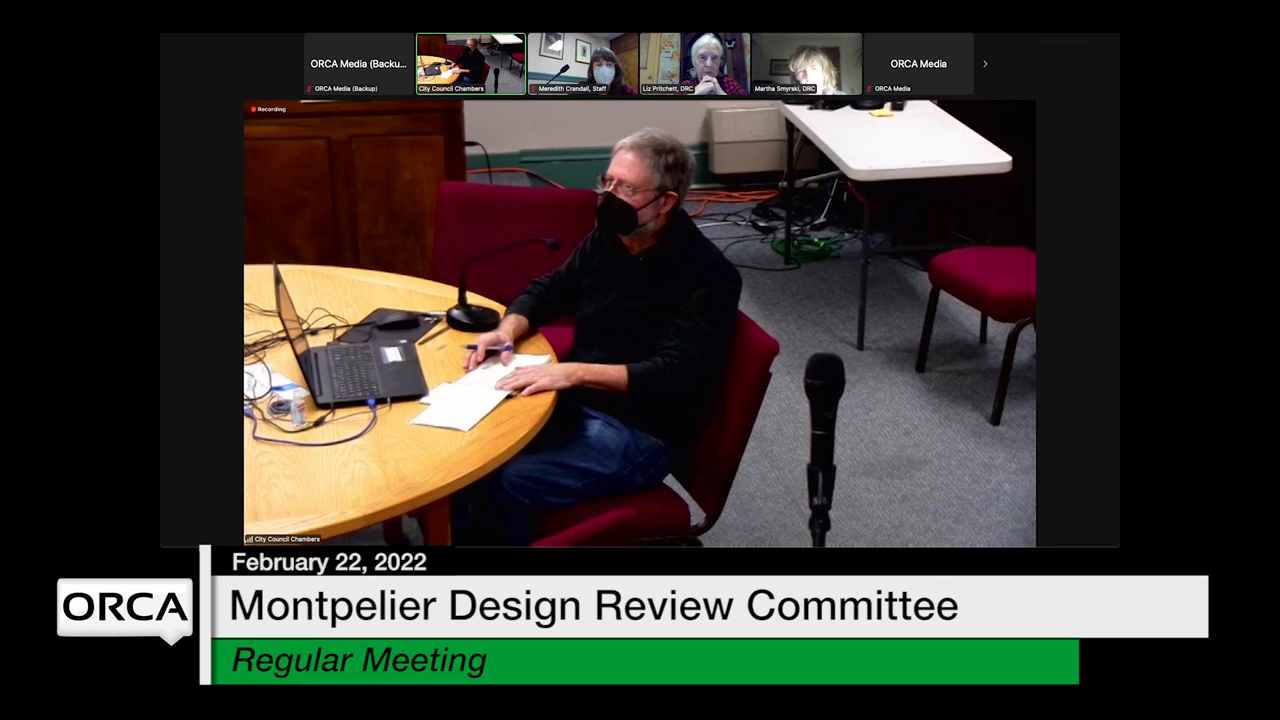 ORCA Media (Backu...
ORCA Media (Backup)
City Council Chambers
Meredith Crandall, Staff
Liz Pritchett, DRC
Martha Smyrski, DRC
ORCA Media
ORCA Media
Recording
City Council Chambers
February 22, 2022
ORCA
Montpelier Design Review Committee
Regular Meeting